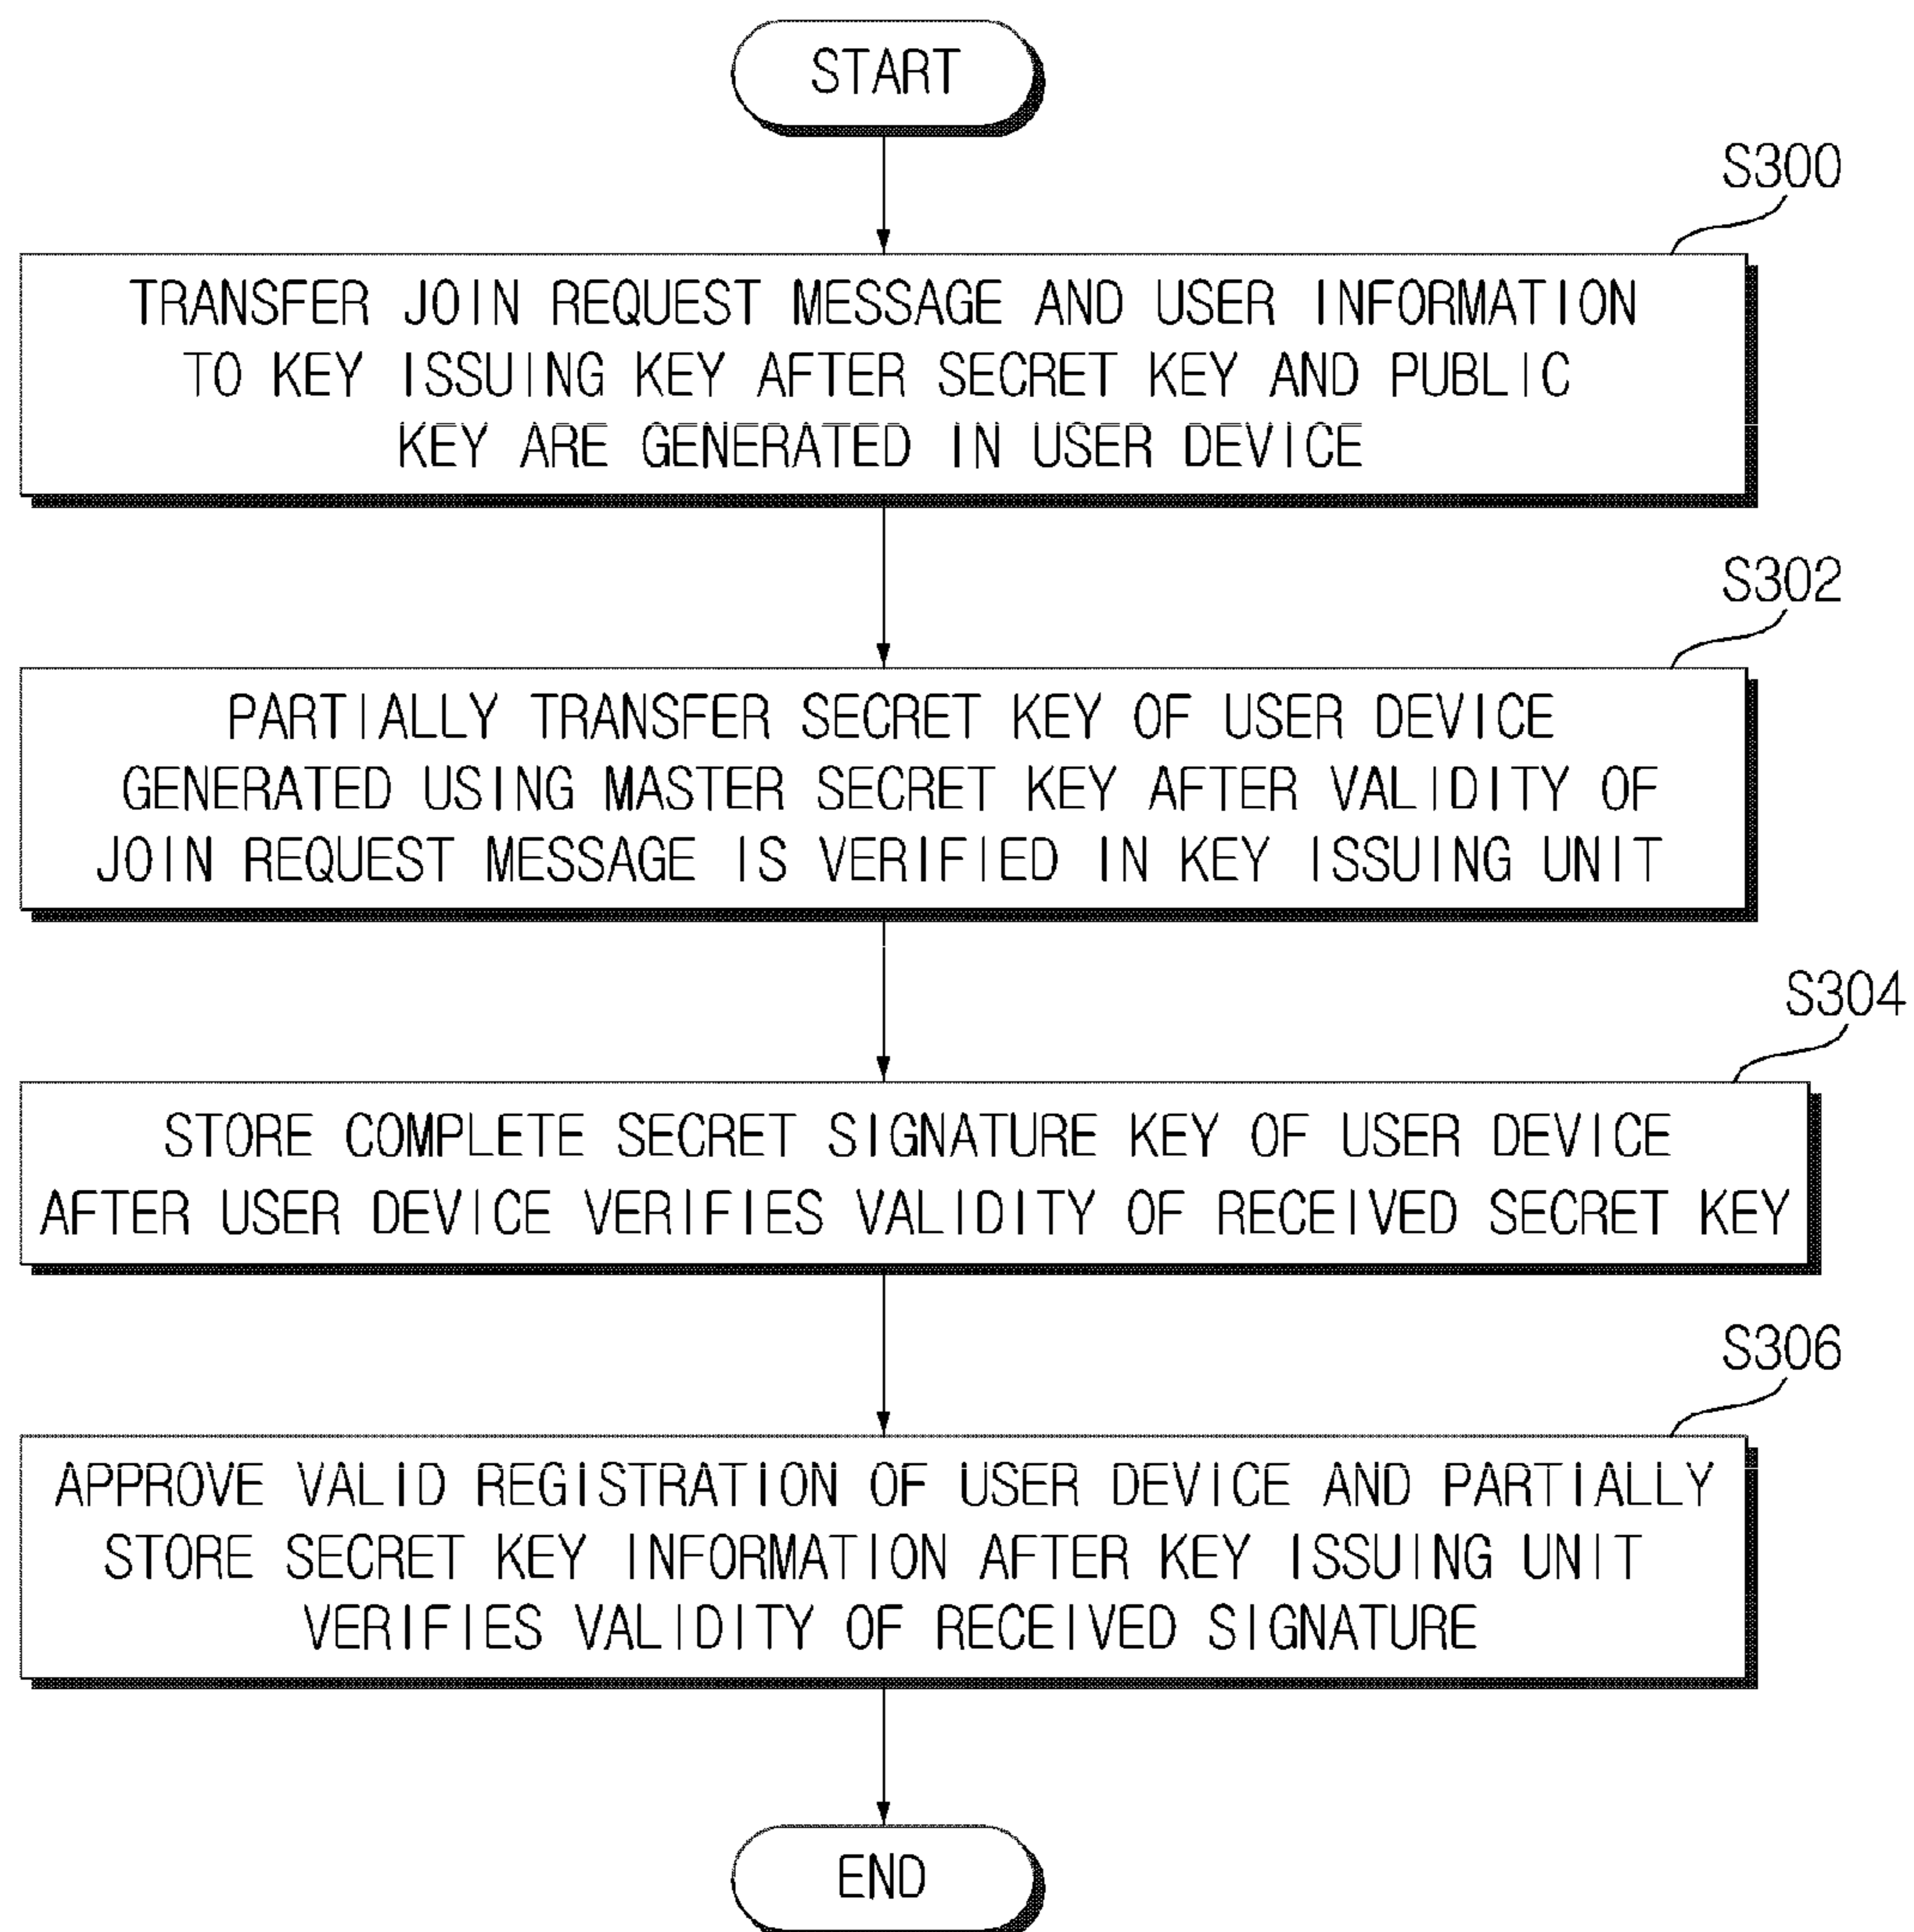 START
S300
TRANSFER JOIN REQUEST MESSAGE AND USER INFORMATION
TO KEY ISSUING KEY AFTER SECRET KEY AND PUBLIC
KEY ARE GENERATED IN USER DEVICE
S302
PARTIALLY TRANSFER SECRET KEY OF USER DEVICE
GENERATED USING MASTER SECRET KEY AFTER VALIDITY OF
JOIN REQUEST MESSAGE IS VERIFIED IN KEY ISSUING UNIT
S304
STORE COMPLETE SECRET SIGNATURE KEY OF USER DEVICE
AFTER USER DEVICE VERIFIES VALIDITY OF RECEIVED SECRET KEY
S306
APPROVE VALID REGISTRATION OF USER DEVICE AND PARTIALLY
STORE SECRET KEY INFORMATION AFTER KEY ISSUING UNIT
VERIFIES VALIDITY OF RECEIVED SIGNATURE
END